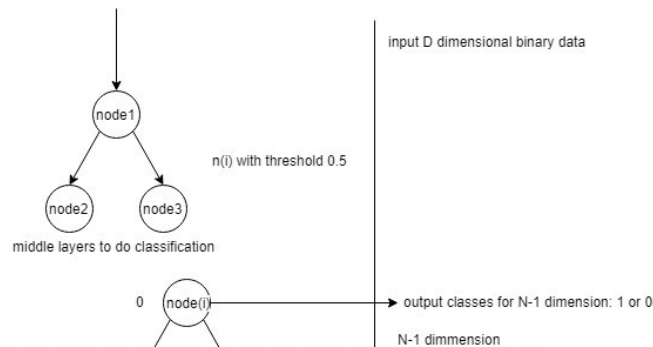 input D dimensional binary data
node1
n(i) with threshold 0.5
node2
node3
middle layers to do classification
0
node(i)
output classes for N-1 dimension: 1 or 0
N-1 dimmension